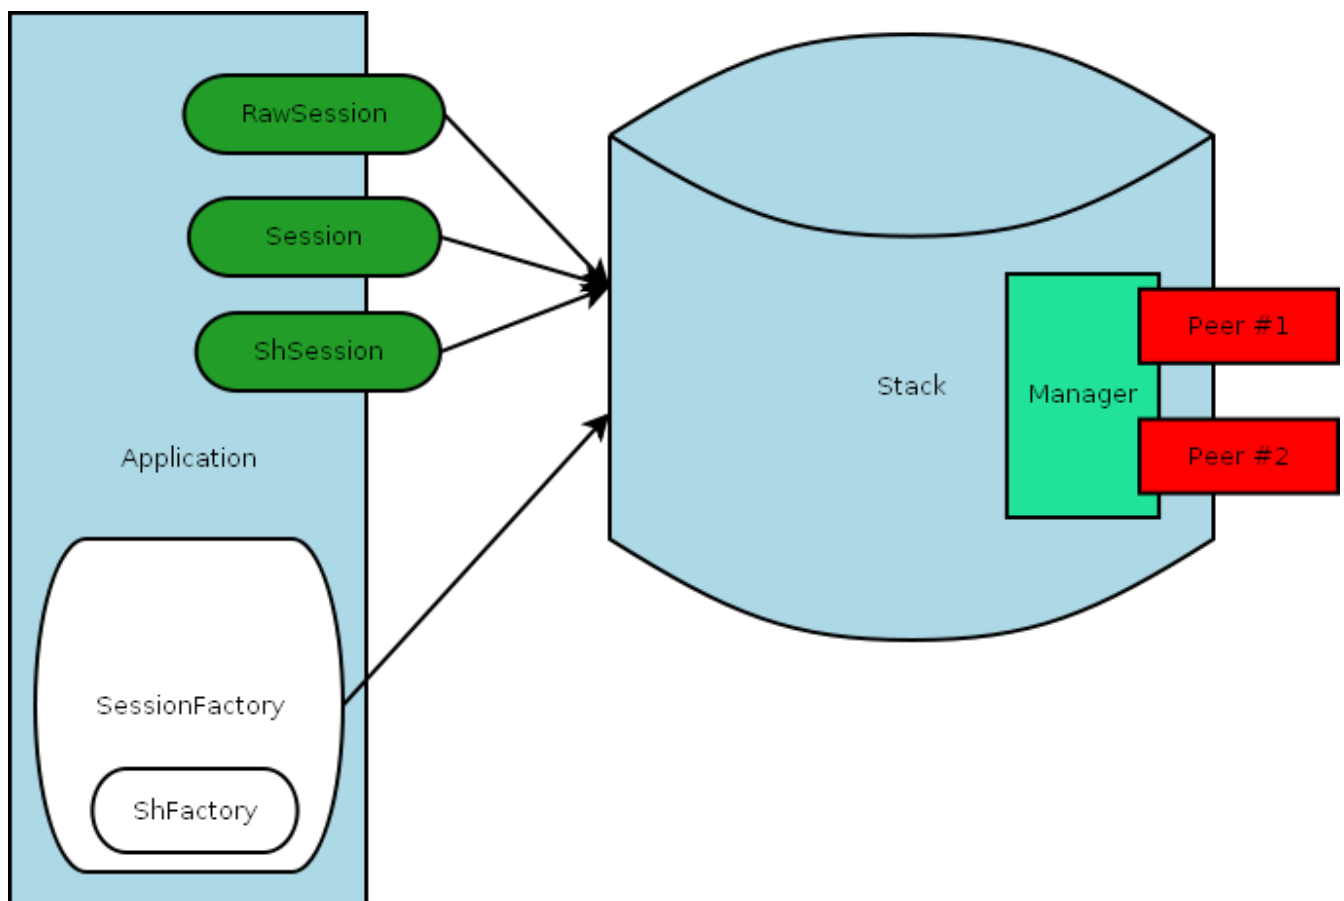 RawSession
Session
ShSession
Application
SessionFactory
ShFactory
Stack
Manager
Peer #1
Peer #2